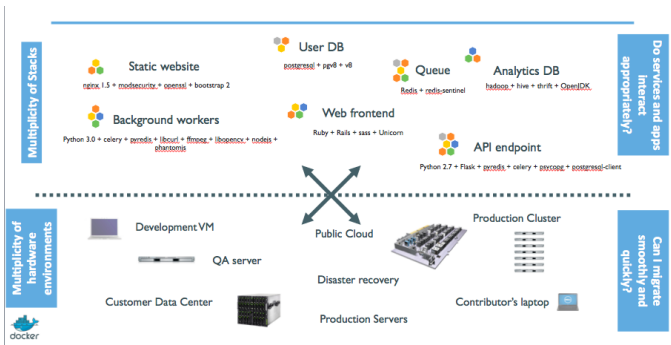 Multiplicity of Stacks
Static website
nginx 1.5 + modsecurity + openssl + bootstrap 2
User DB
postgresql + pgv8 + v8
Queue
Redis + redis-sentinel
Analytics DB
hadoop + hive + thrift + OpenJDK
Background workers
Python 3.0 + celery + pyredis + libcurl + ffmpeg + libopencv + nodejs +
phantomjs
Web frontend
Ruby + Rails + sass + Unicorn
API endpoint
Python 2.7 + Flask + pyredis + celery + psycopg + postgresql-client
Do services and apps
interact
appropriately?
Multiplicity of
hardware
environments
Development VM
QA server
Customer Data Center
Public Cloud
Disaster recovery
Production Servers
Production Cluster
Contributor's laptop
Can I migrate
smoothly and
quickly?
docker